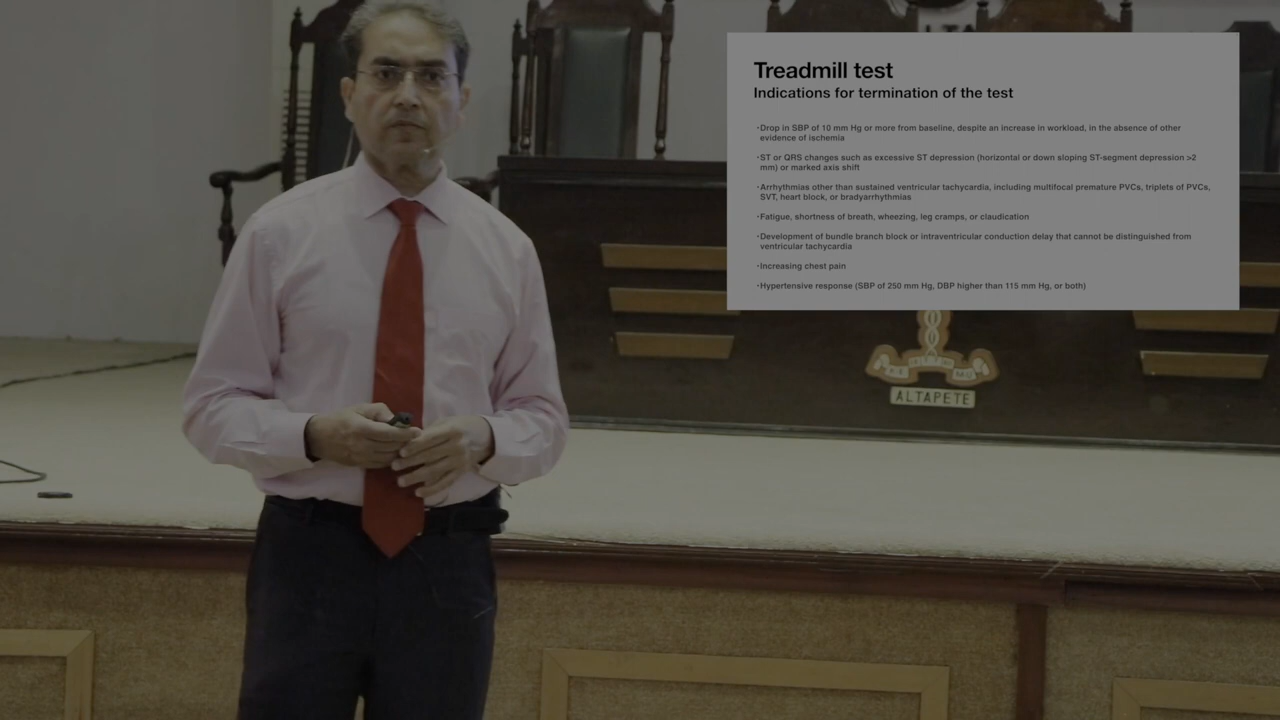 Treadmill test
Indications for termination of the test
·Drop in SBP of 10 mm Hg or more from baseline, despite an increase in workload, in the absence of other
evidence of ischemia
·ST or QRS changes such as excessive ST depression (horizontal or down sloping ST-segment depression >2
mm) or marked axis shift
·Arrhythmias other than sustained ventricular tachycardia, including multifocal premature PVCs, triplets of PVCs,
SVT, heart block, or bradyarrhythmias
·Fatigue, shortness of breath, wheezing, leg cramps, or claudication
·Development of bundle branch block or intraventricular conduction delay that cannot be distinguished from
ventricular tachycardia
·Increasing chest pain
·Hypertensive response (SBP of 250 mm Hg, DBP higher than 115 mm Hg, or both)
ALTAPETE